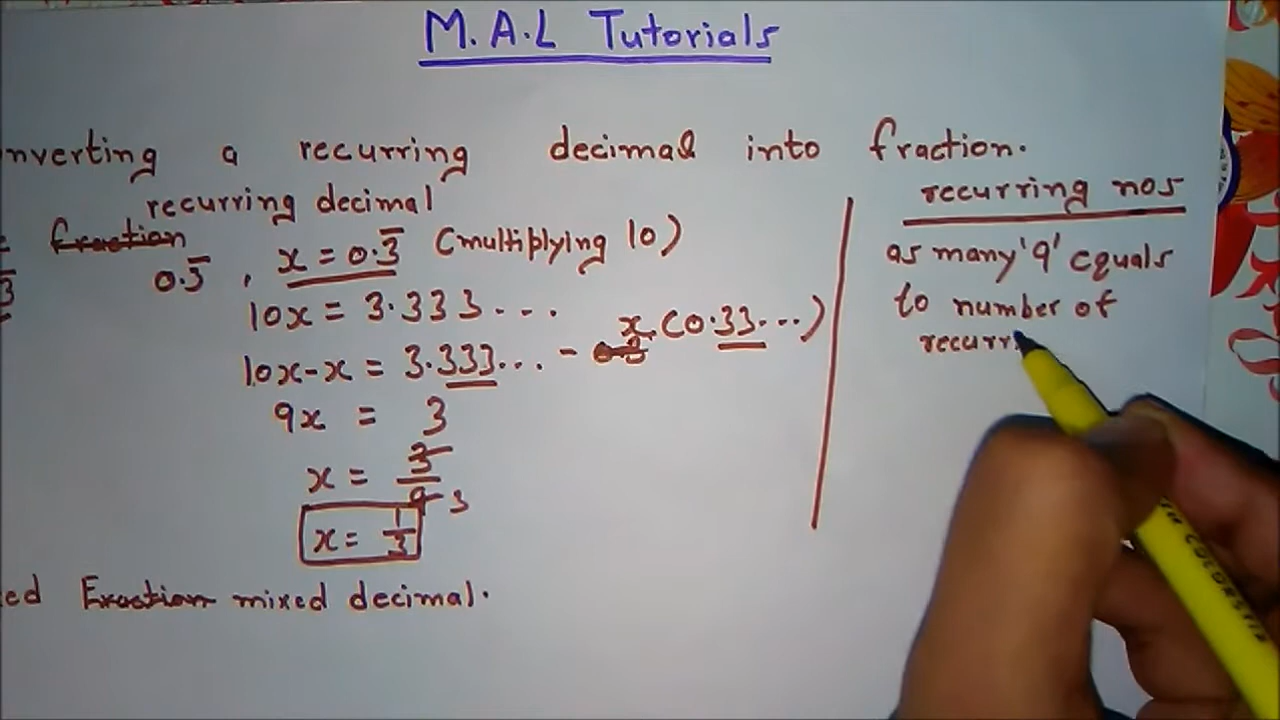 M.A.L Tutorials
nverting a recurring decimal into fraction.
recurring decimal
0.5̅ , x = 0.3̅ (multiplying 10)
10x = 3.333...
10x-x = 3.333... - x (0.33...)
9x = 3
x = 3/9 3
x = 1/3
ed mixed decimal.
recurring nos
as many '9' equals
to number of
recurr